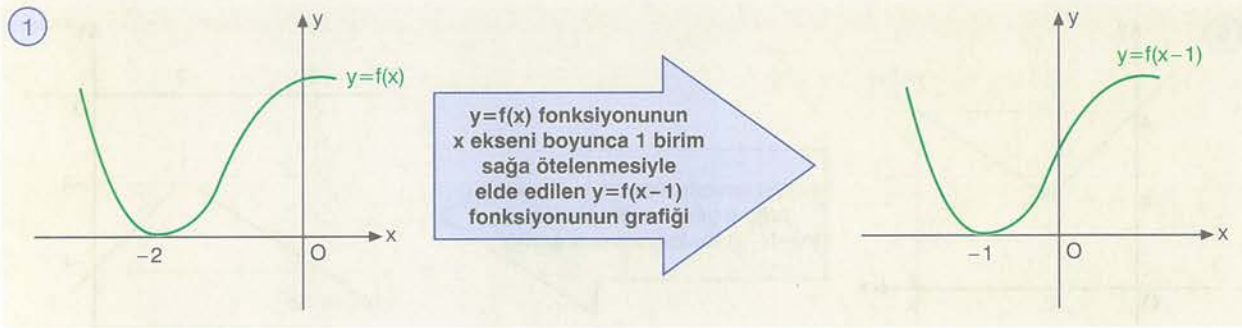 1
y
y=f(x)
x
-2
O
y=f(x) fonksiyonunun
x ekseni boyunca 1 birim
sağa ötelenmesiyle
elde edilen y=f(x-1)
fonksiyonunun grafiği
y
y=f(x-1)
x
-1
O